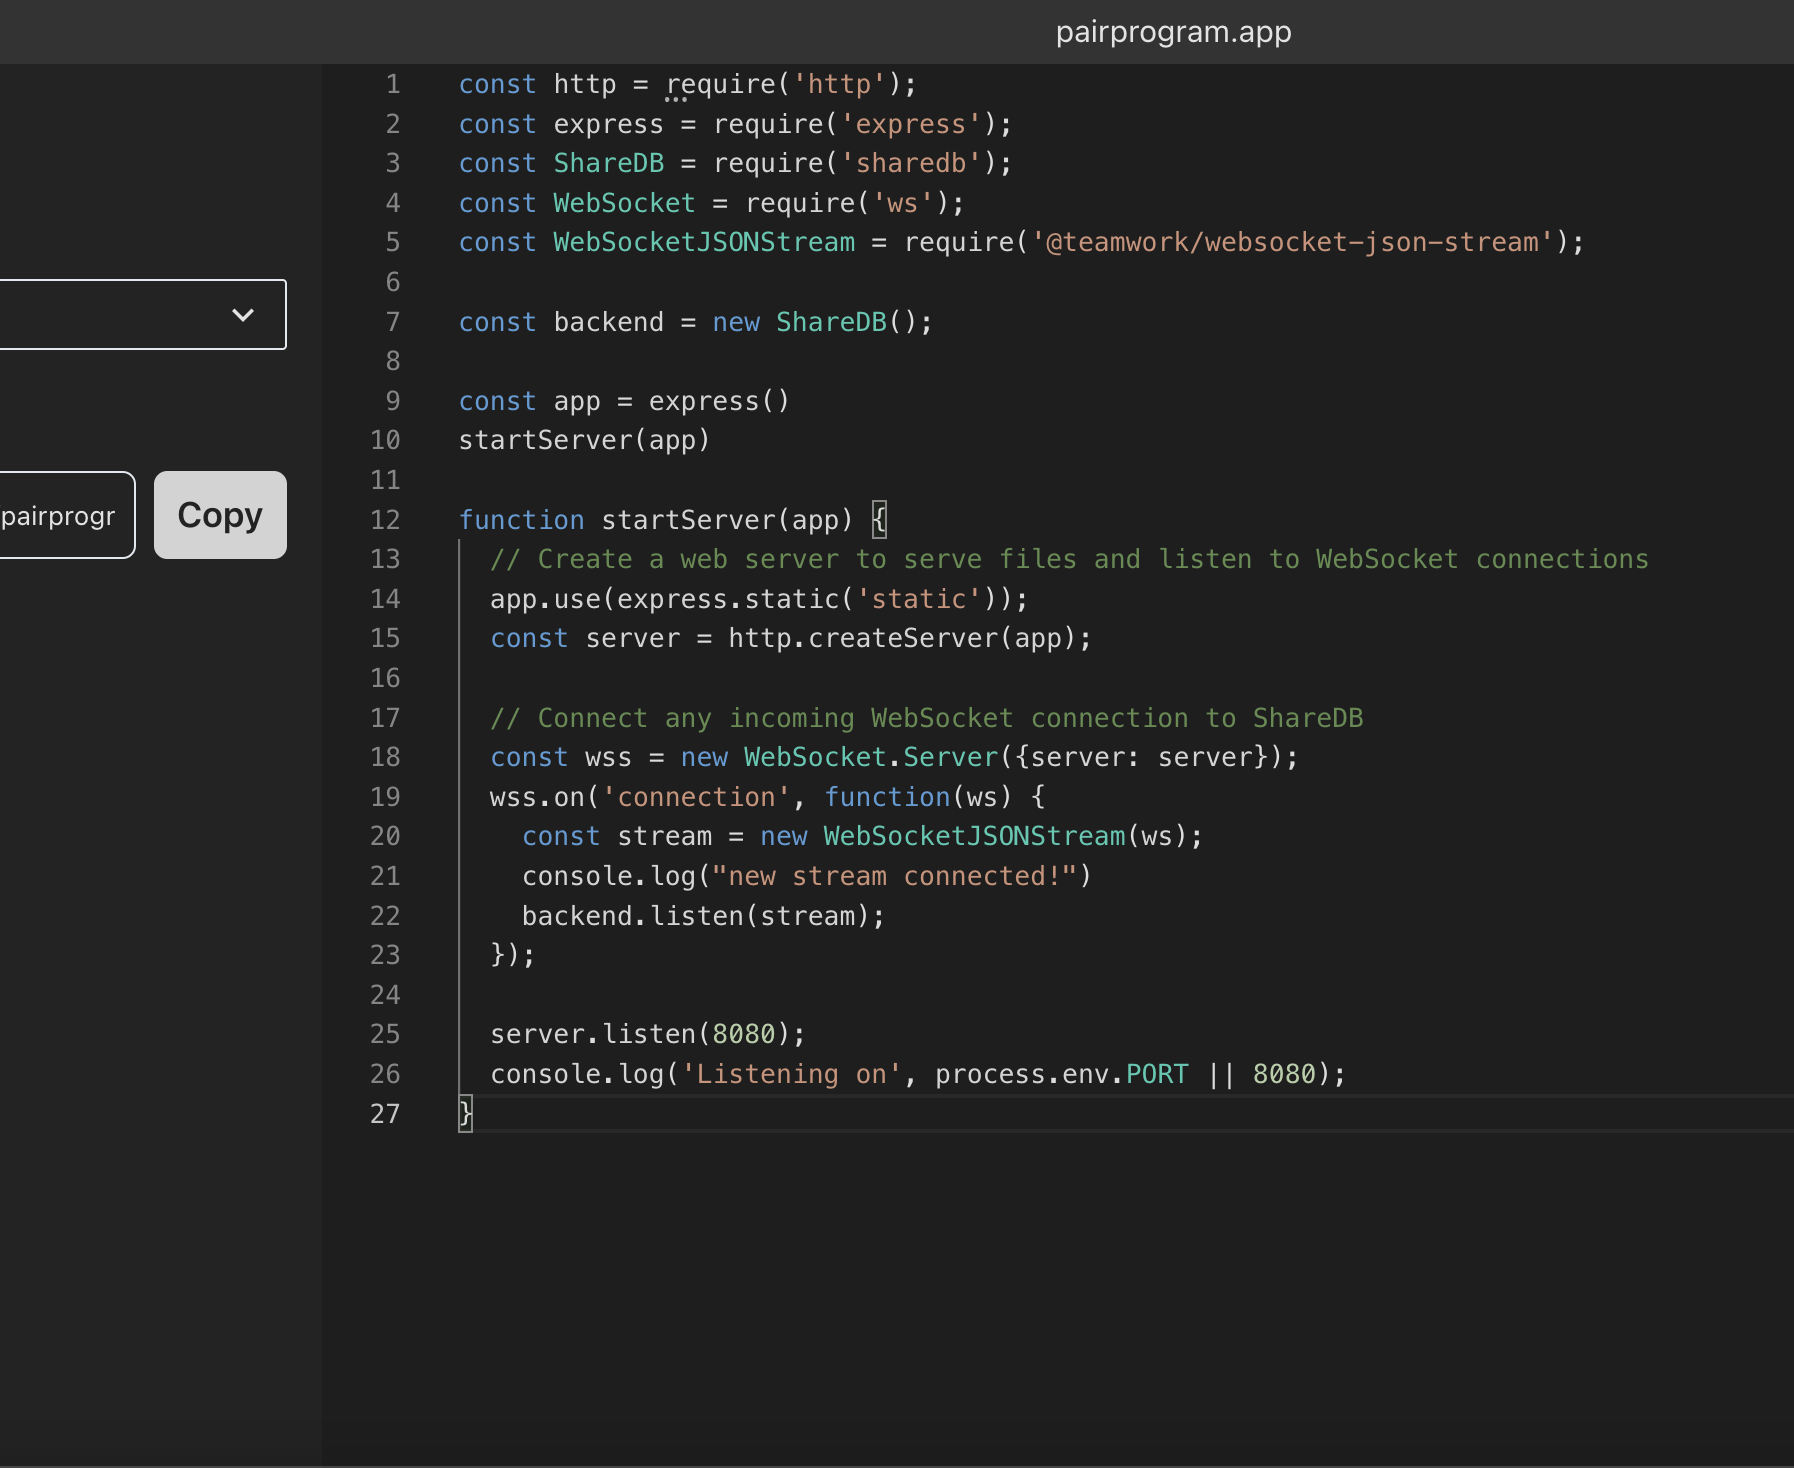 pairprogram.app
1 const http = require('http');
2 const express = require('express');
3 const ShareDB = require('sharedb');
4 const WebSocket = require('ws');
5 const WebSocketJSONStream = require('@teamwork/websocket-json-stream');
6
7 const backend = new ShareDB();
8
9 const app = express()
10 startServer(app)
11
pairprogr
Copy
12 function startServer(app) {
13   // Create a web server to serve files and listen to WebSocket connections
14   app.use(express.static('static'));
15   const server = http.createServer(app);
16
17   // Connect any incoming WebSocket connection to ShareDB
18   const wss = new WebSocket.Server({server: server});
19   wss.on('connection', function(ws) {
20     const stream = new WebSocketJSONStream(ws);
21     console.log("new stream connected!")
22     backend.listen(stream);
23   });
24
25   server.listen(8080);
26   console.log('Listening on', process.env.PORT || 8080);
27 }